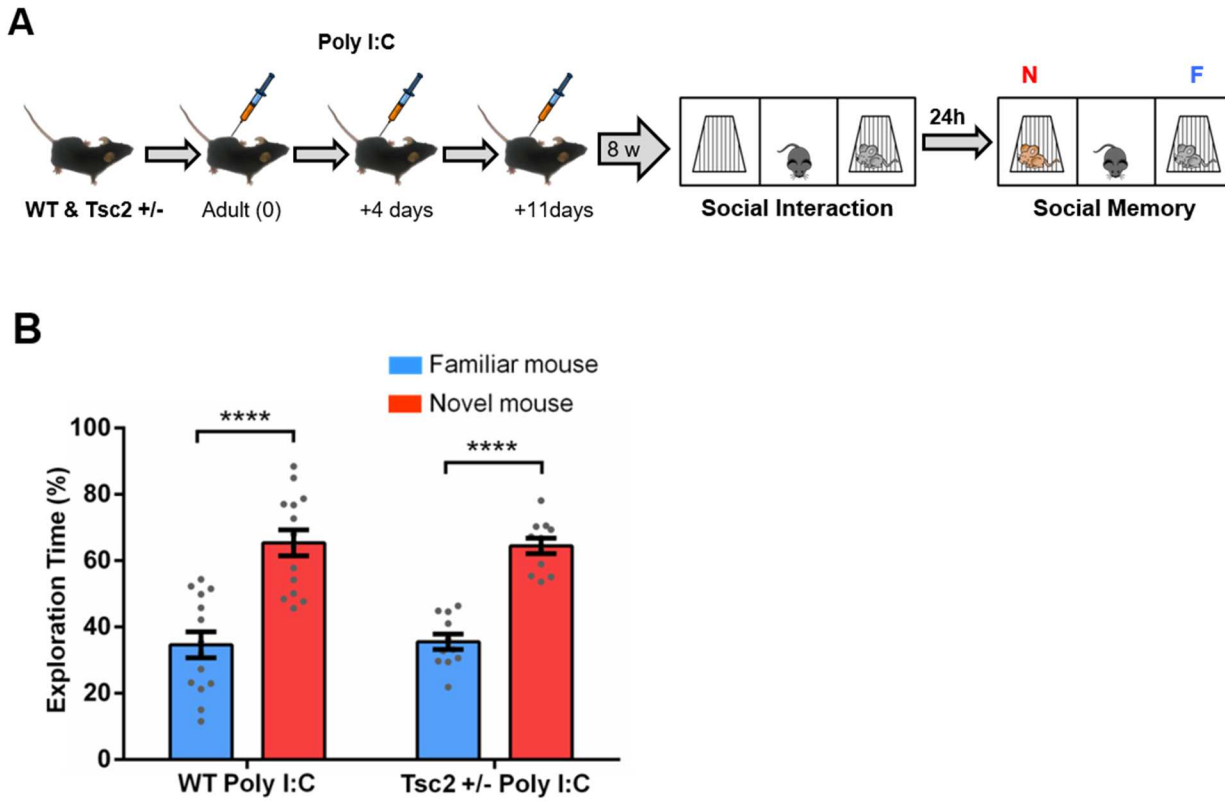 A
Poly I:C
N
F
24h
8 w
WT & Tsc2 +/-
Adult (0)
+4 days
+11days
Social Interaction
Social Memory
B
Familiar mouse
Novel mouse
****
****
Exploration Time (%)
100
80
60
40
20
0
WT Poly I:C
Tsc2 +/- Poly I:C